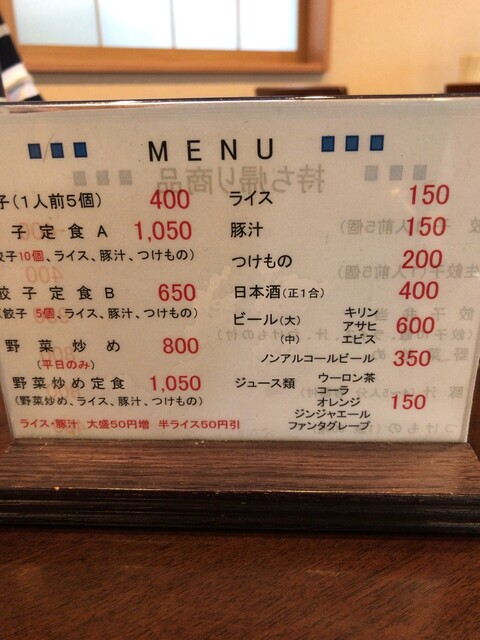 MENU
子(1人前5個) 400
子定食A 1,050
餃子10個、ライス、豚汁、つけもの)
餃子定食B 650
(餃子 5個、ライス、豚汁、つけもの)
野菜炒め 800
(平日のみ)
野菜炒め定食 1,050
(野菜炒め、ライス、豚汁、つけもの)
ライス・豚汁 大盛50円増 半ライス50円引
ライス 150
豚汁 150
つけもの 200
日本酒(正1合) 400
ビール(大) キリン
アサヒ 600
(中) エビス
ノンアルコールビール 350
ジュース類 ウーロン茶
コーラ
オレンジ 150
ジンジャエール
ファンタグレープ
持ち帰り商品